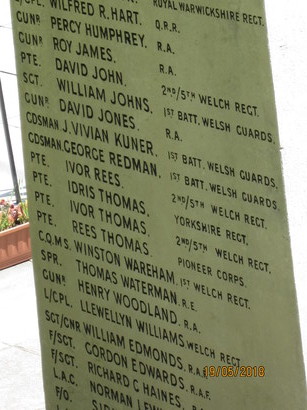 ROYAL WARWICKSHIRE REGT.
L/CPL. WILFRED R. HART. Q.R.R.
GUNR PERCY HUMPHREY. R.A.
GUNR ROY JAMES. R.A.
PTE. DAVID JOHN. 2ND/5TH WELCH REGT.
SGT. WILLIAM JOHNS. 1ST BATT. WELSH GUARDS.
GUNR DAVID JONES. R.A.
GDSMAN. J. VIVIAN KUNER. 1ST BATT. WELSH GUARDS.
GDSMAN. GEORGE REDMAN. 1ST BATT. WELSH GUARDS.
PTE. IVOR REES. 2ND/5TH WELCH REGT.
PTE. IDRIS THOMAS. YORKSHIRE REGT.
PTE. IVOR THOMAS. 2ND/5TH WELCH REGT.
PTE. REES THOMAS. PIONEER CORPS.
C.Q.M.S. WINSTON WAREHAM. 1ST WELCH REGT.
SPR. THOMAS WATERMAN. R.E.
GUNR HENRY WOODLAND. R.A.
L/CPL. LLEWELLYN WILLIAMS WELCH REGT.
SGT/GNR WILLIAM EDMONDS. R.A.F.
F/SGT. GORDON EDWARDS. R.A.F.
F/SGT. RICHARD C HAINES.
L.A.C. NORMAN
F/O.
19/05/2018